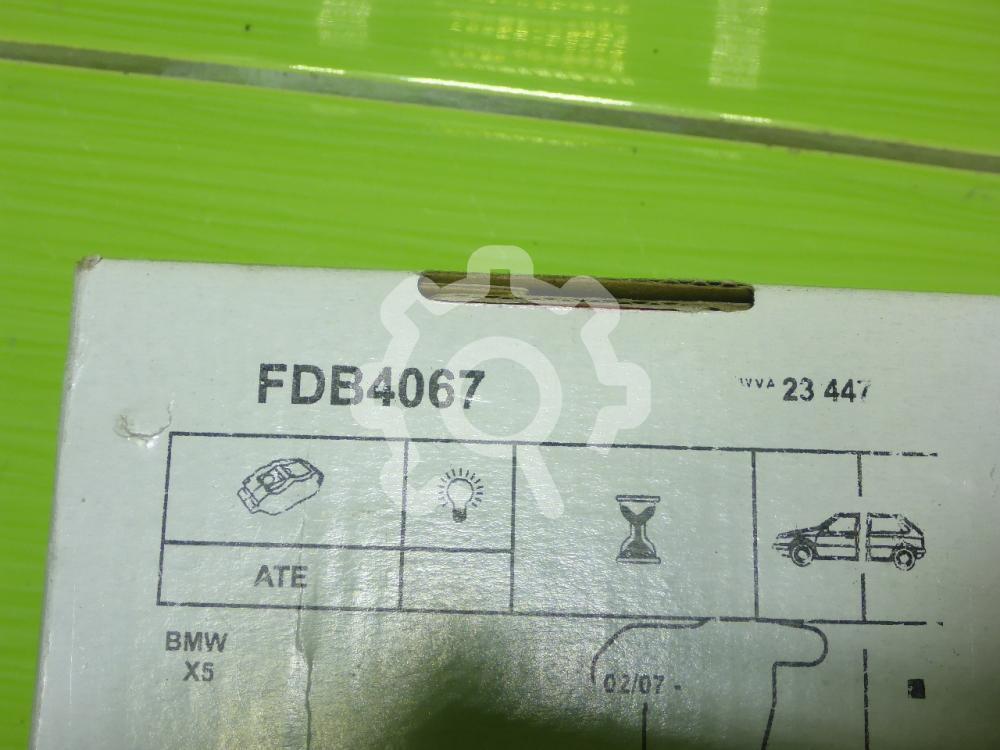 FDB4067 WVA 23 447
ATE
BMW
X5
02/07 -